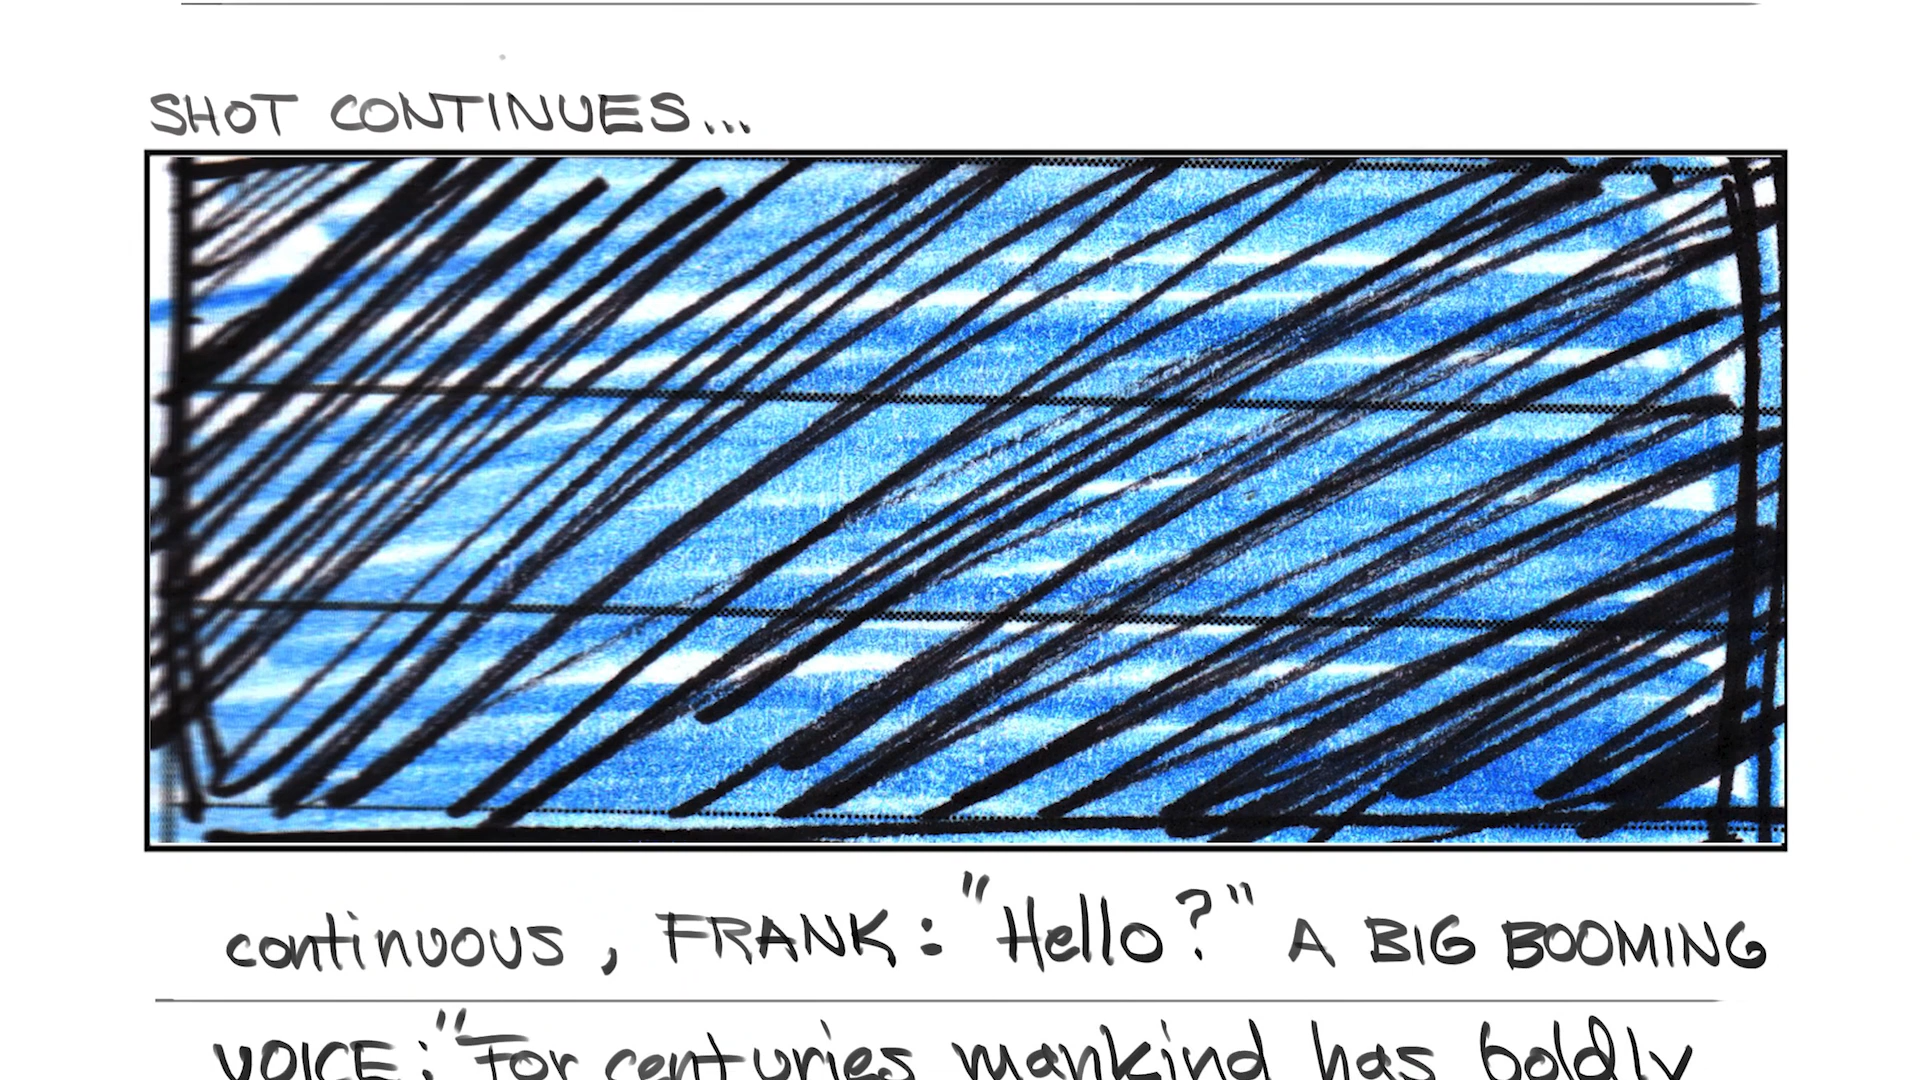 SHOT CONTINUES...
continuous, FRANK: "Hello?" A BIG BOOMING
VOICE: "For centuries mankind has boldly